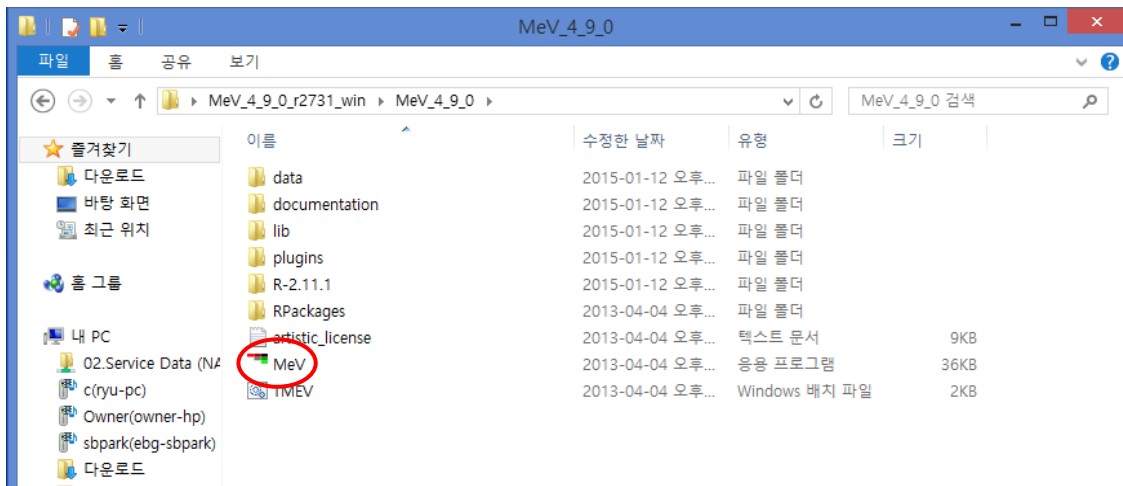 MeV_4_9_0
파일 홈 공유 보기
MeV_4_9_0_r2731_win MeV_4_9_0 MeV_4_9_0 검색
즐겨찾기
다운로드
바탕 화면
최근 위치
홈 그룹
내 PC
02.Service Data (NA
c(ryu-pc)
Owner(owner-hp)
sbpark(ebg-sbpark)
다운로드
이름 수정한 날짜 유형 크기
data 2015-01-12 오후... 파일 폴더
documentation 2015-01-12 오후... 파일 폴더
lib 2015-01-12 오후... 파일 폴더
plugins 2015-01-12 오후... 파일 폴더
R-2.11.1 2015-01-12 오후... 파일 폴더
RPackages 2013-04-04 오후... 파일 폴더
artistic_license 2013-04-04 오후... 텍스트 문서 9KB
MeV 2013-04-04 오후... 응용 프로그램 36KB
TMEV 2013-04-04 오후... Windows 배치 파일 2KB